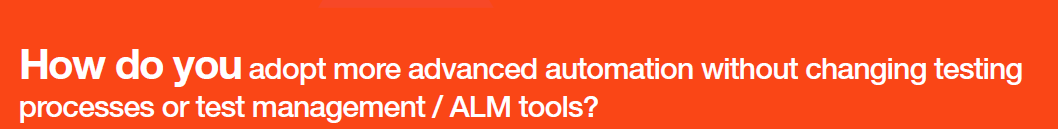 How do you adopt more advanced automation without changing testing
processes or test management / ALM tools?